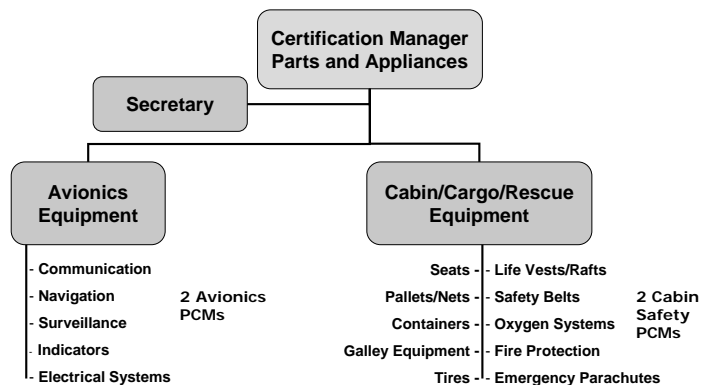 Certification Manager
Parts and Appliances
Secretary
Avionics
Equipment
Cabin/Cargo/Rescue
Equipment
- Communication
- Navigation
- Surveillance
- Indicators
- Electrical Systems
2 Avionics
PCMs
Seats -
Pallets/Nets -
Containers -
Galley Equipment -
Tires -
- Life Vests/Rafts
- Safety Belts
- Oxygen Systems
- Fire Protection
- Emergency Parachutes
2 Cabin
Safety
PCMs